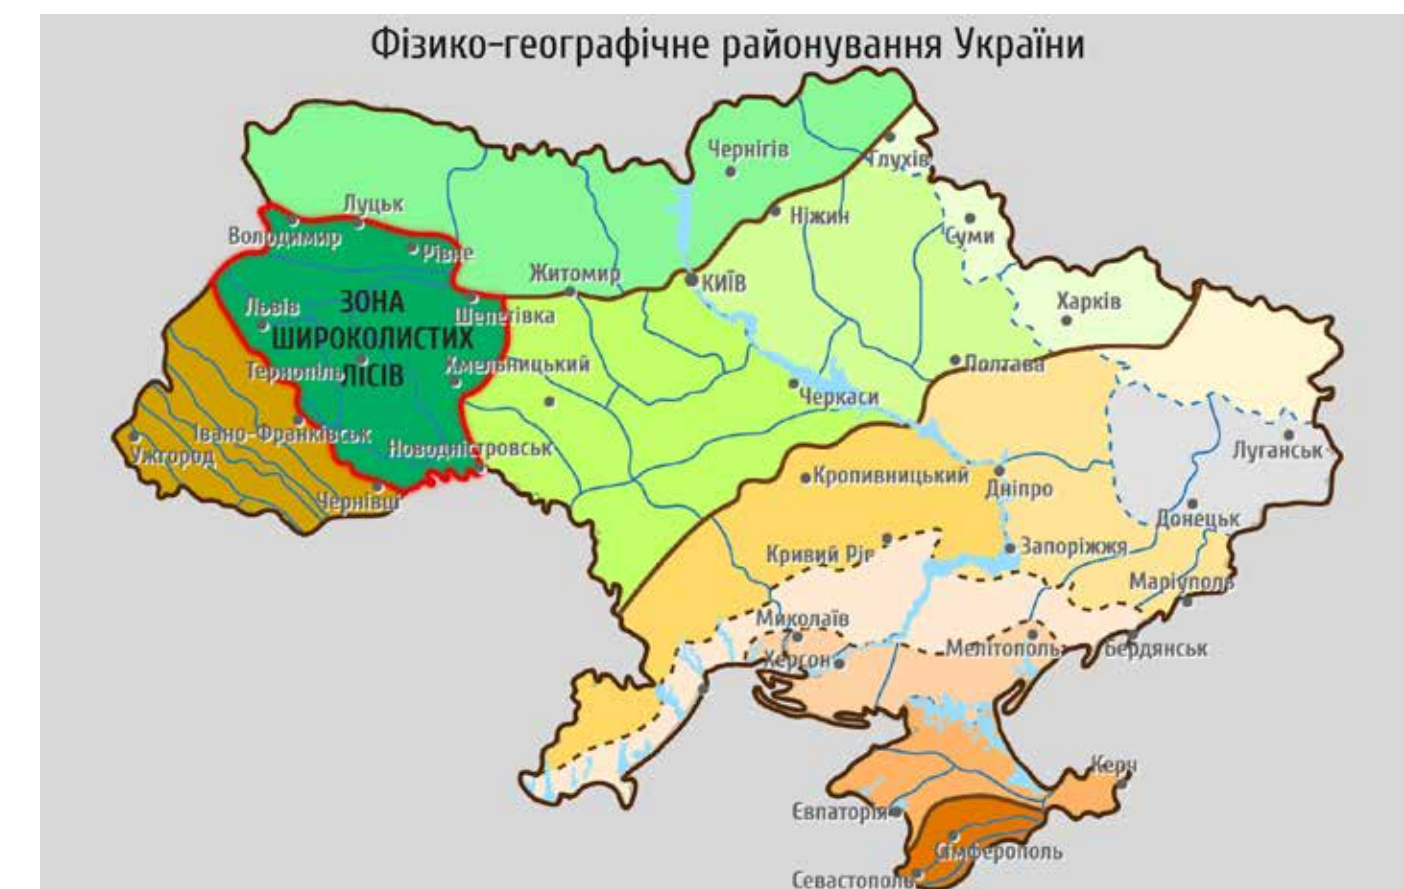 Фізико-географічне районування України
Чернігів
Глухів
Луцьк
Ніжин
Володимир
Суми
Рівне
Житомир
КИЇВ
Львів
ЗОНА
Харків
Шепетівка
ШИРОКОЛИСТИХ
Хмельницький
Полтава
Тернопіль
ЛІСІВ
Черкаси
Івано-Франківськ
Новодністровськ
Луганськ
Ужгород
Кропивницький
Дніпро
Чернівці
Донецьк
Кривий Ріг
Запоріжжя
Маріуполь
Миколаїв
Херсон
Мелітополь
Бердянськ
Керч
Євпаторія
Сімферополь
Севастополь